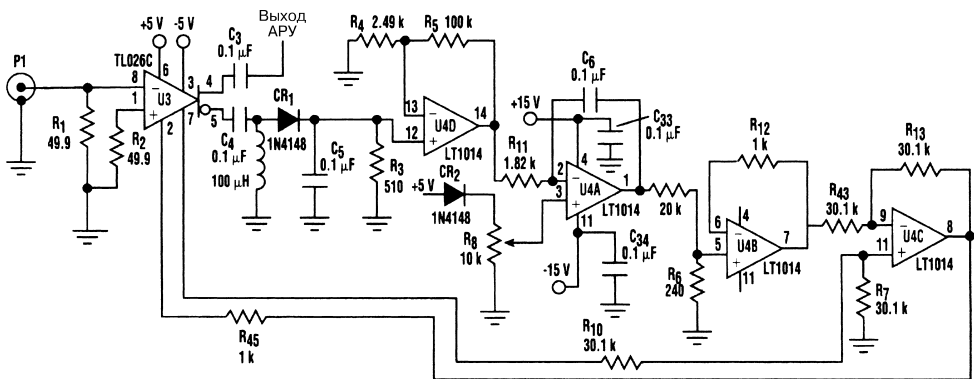 Выход
АРУ
+5 V -5 V
C3
0.1 µF
R4
2.49 k
R5 100 k
P1
TL026C
8
6
3
4
U3
1
2
7
5
R1
49.9
R2
49.9
C4
0.1 µF
100 µH
CR1
1N4148
C5
0.1 µF
R3
510
13
12
14
U4D
LT1014
CR2
+5 V
1N4148
R8
10 k
R11
1.82 k
C6
0.1 µF
+15 V
C33
0.1 µF
2
3
4
1
U4A
11
LT1014
-15 V
C34
0.1 µF
20 k
R6
240
R12
1 k
6
5
4
7
U4B
11
LT1014
R43
30.1 k
R13
30.1 k
9
11
8
U4C
LT1014
R7
30.1 k
R45
1 k
R10
30.1 k